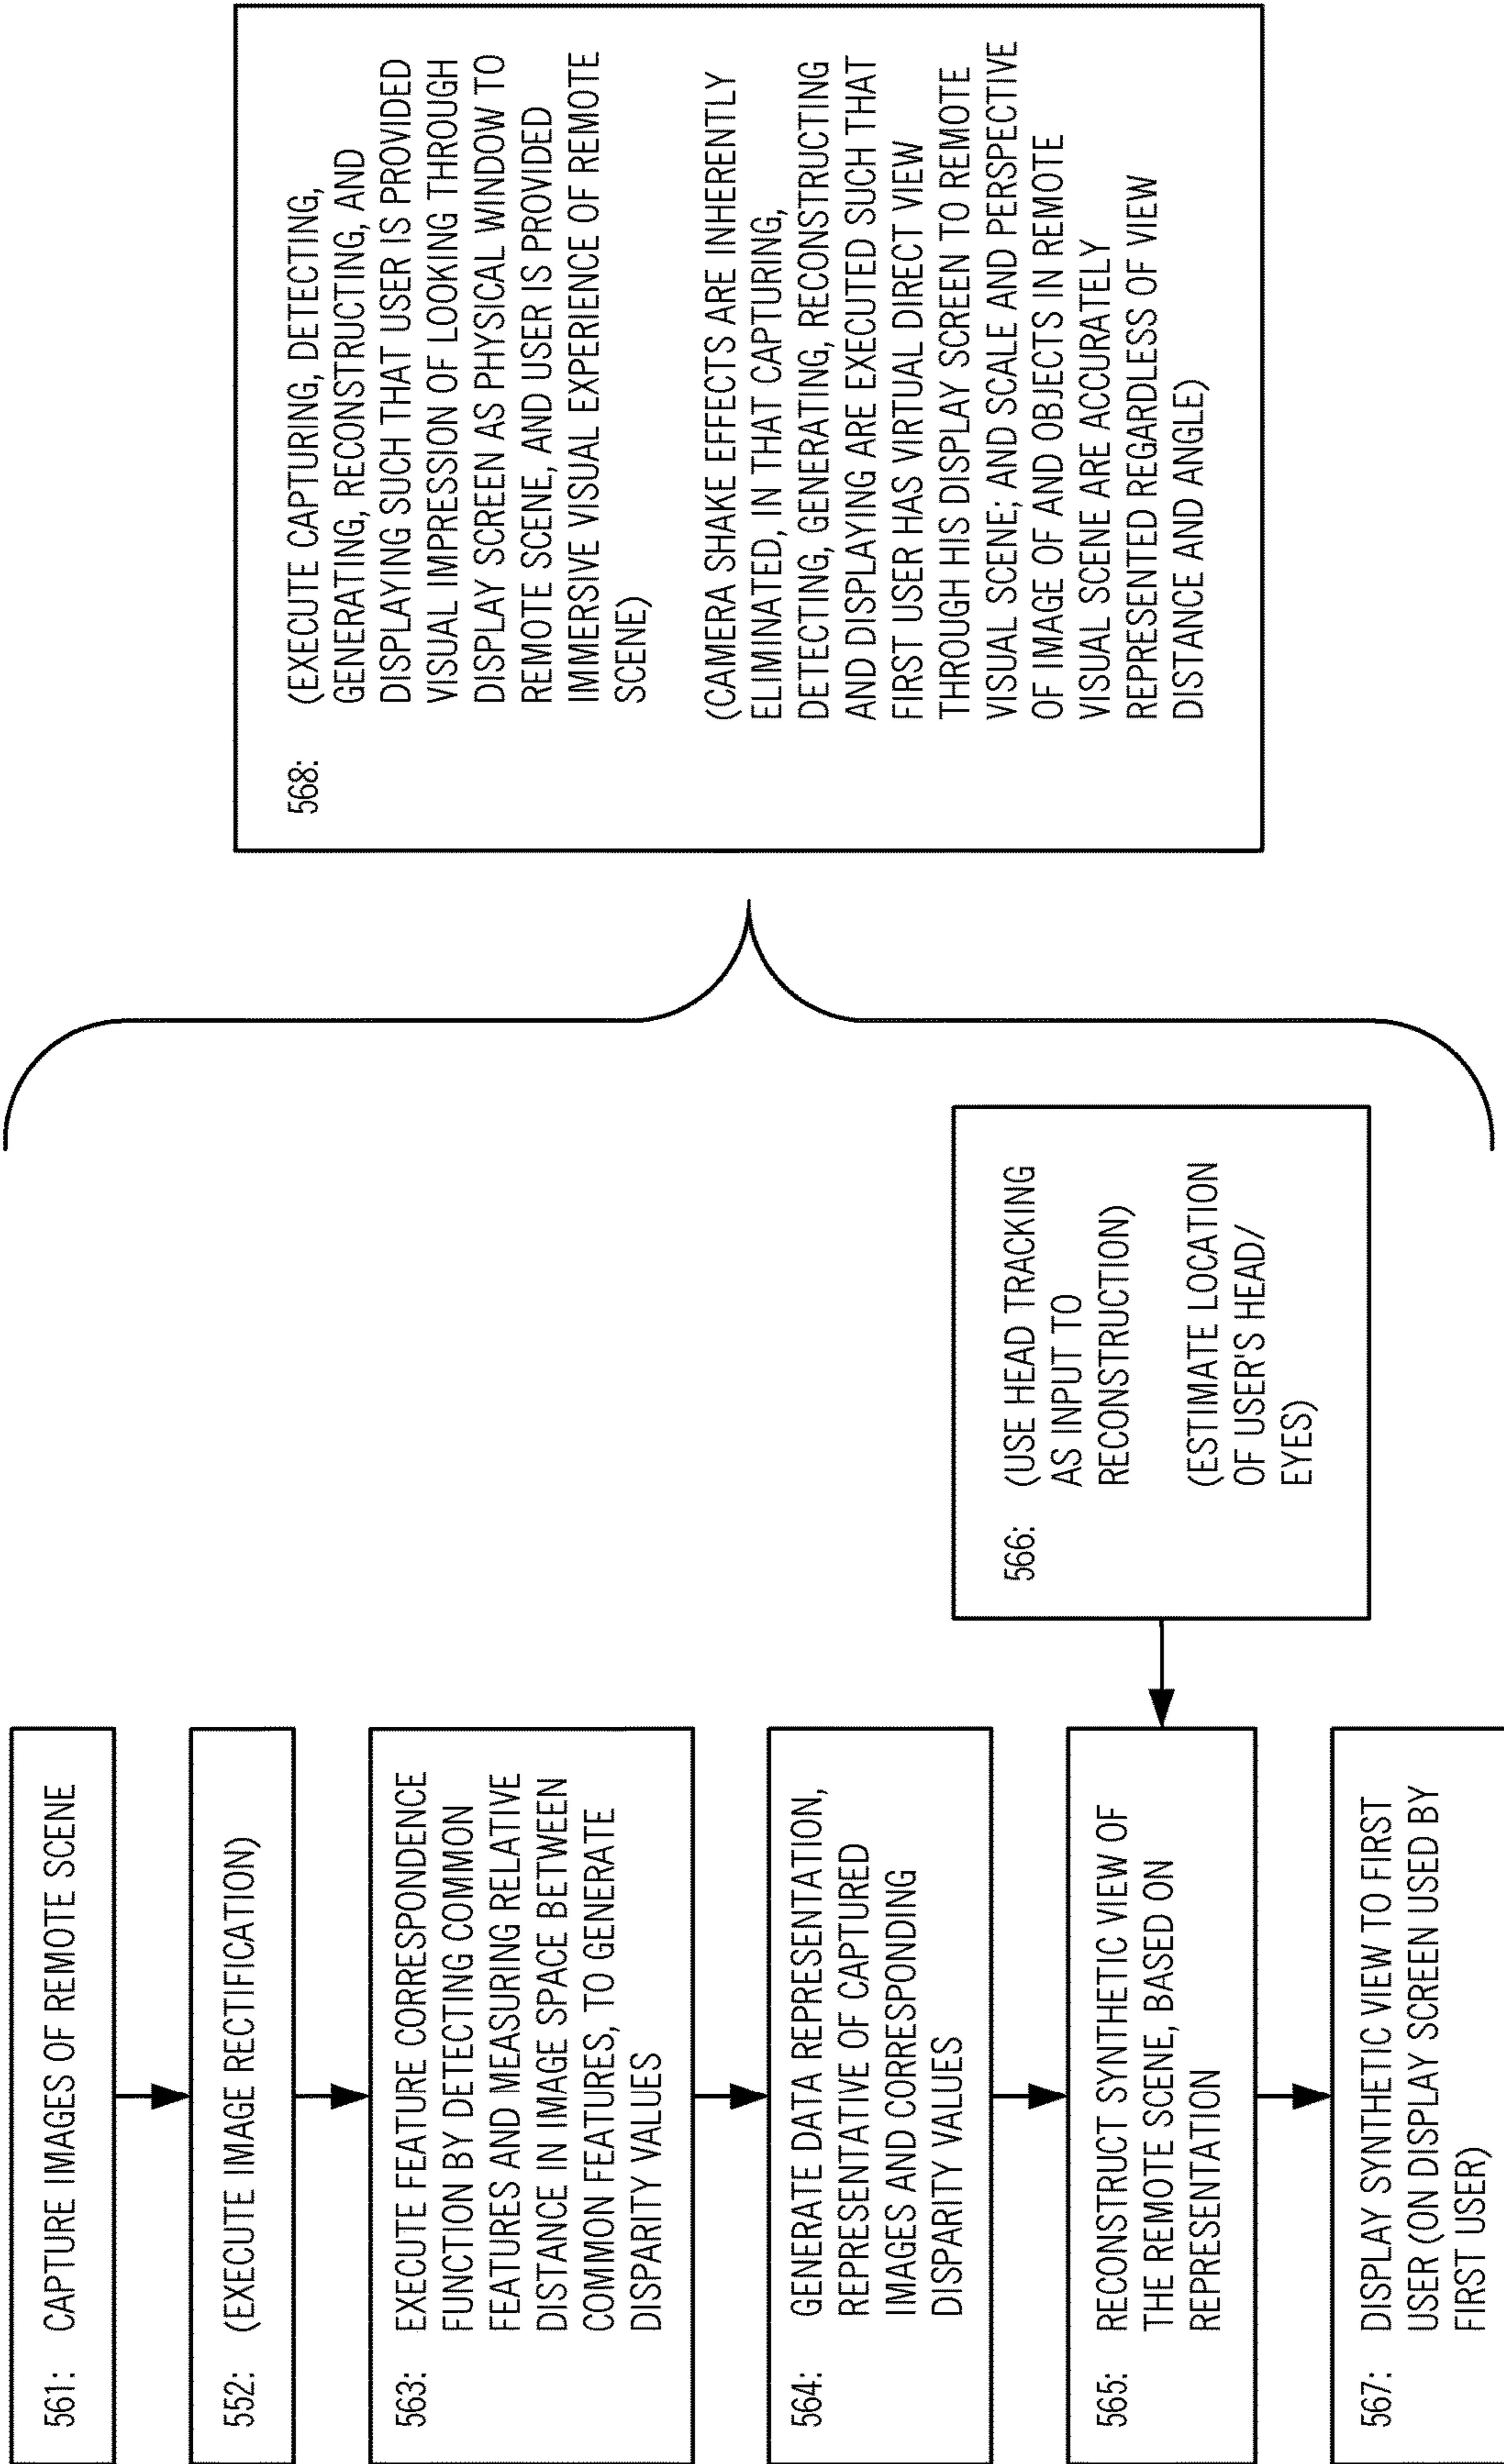 561: CAPTURE IMAGES OF REMOTE SCENE
552: (EXECUTE IMAGE RECTIFICATION)
563: EXECUTE FEATURE CORRESPONDENCE
FUNCTION BY DETECTING COMMON
FEATURES AND MEASURING RELATIVE
DISTANCE IN IMAGE SPACE BETWEEN
COMMON FEATURES, TO GENERATE
DISPARITY VALUES
564: GENERATE DATA REPRESENTATION,
REPRESENTATIVE OF CAPTURED
IMAGES AND CORRESPONDING
DISPARITY VALUES
565: RECONSTRUCT SYNTHETIC VIEW OF
THE REMOTE SCENE, BASED ON
REPRESENTATION
566: (USE HEAD TRACKING
AS INPUT TO
RECONSTRUCTION)
(ESTIMATE LOCATION
OF USER'S HEAD/
EYES)
567: DISPLAY SYNTHETIC VIEW TO FIRST
USER (ON DISPLAY SCREEN USED BY
FIRST USER)
568: (EXECUTE CAPTURING, DETECTING,
GENERATING, RECONSTRUCTING, AND
DISPLAYING SUCH THAT USER IS PROVIDED
VISUAL IMPRESSION OF LOOKING THROUGH
DISPLAY SCREEN AS PHYSICAL WINDOW TO
REMOTE SCENE, AND USER IS PROVIDED
IMMERSIVE VISUAL EXPERIENCE OF REMOTE
SCENE)
(CAMERA SHAKE EFFECTS ARE INHERENTLY
ELIMINATED, IN THAT CAPTURING,
DETECTING, GENERATING, RECONSTRUCTING
AND DISPLAYING ARE EXECUTED SUCH THAT
FIRST USER HAS VIRTUAL DIRECT VIEW
THROUGH HIS DISPLAY SCREEN TO REMOTE
VISUAL SCENE; AND SCALE AND PERSPECTIVE
OF IMAGE OF AND OBJECTS IN REMOTE
VISUAL SCENE ARE ACCURATELY
REPRESENTED REGARDLESS OF VIEW
DISTANCE AND ANGLE)